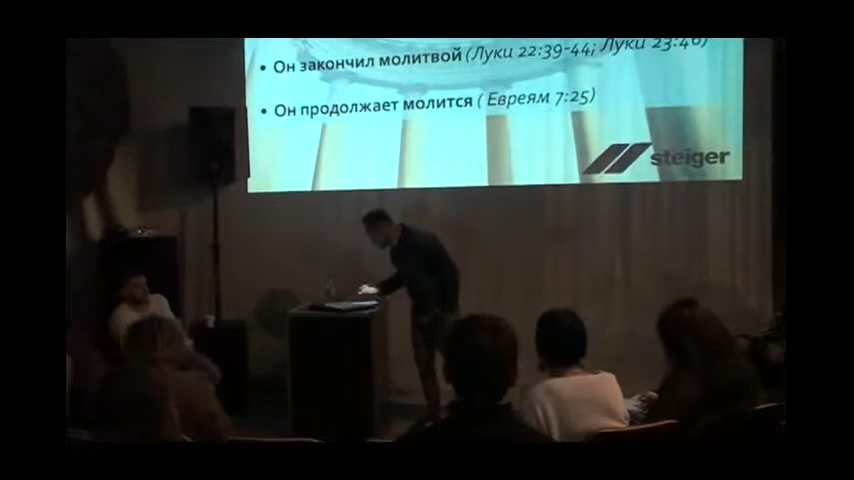 • Он закончил молитвой (Луки 22:39-44; Луки 23:46)
• Он продолжает молится ( Евреям 7:25)
steiger